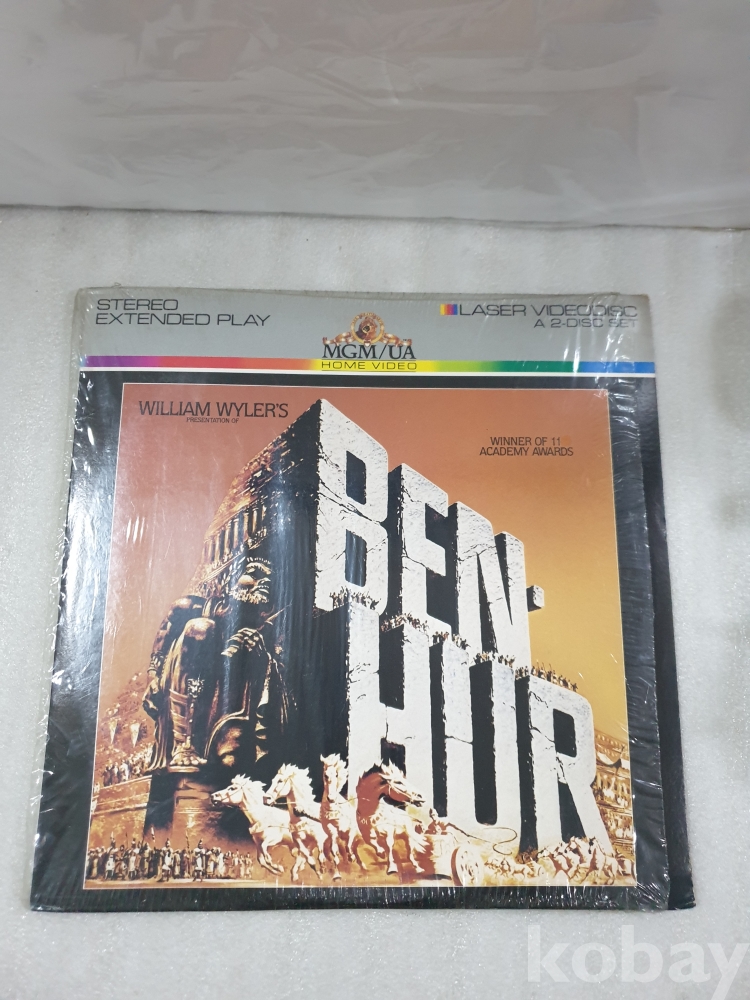 STEREO
EXTENDED PLAY
LASER VIDEODISC
A 2-DISC SET
MGM/UA
HOME VIDEO
WILLIAM WYLER'S
PRESENTATION OF
WINNER OF 11
ACADEMY AWARDS
BEN-
HUR
kobay